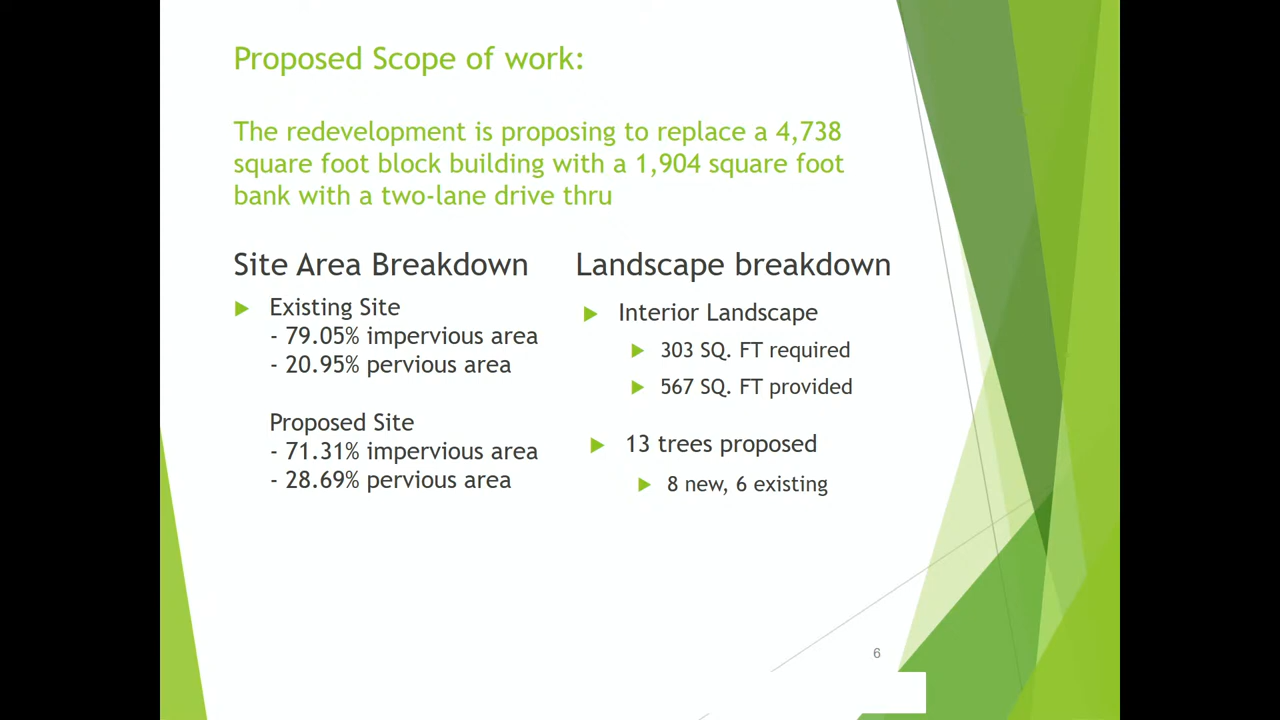 Proposed Scope of work:
The redevelopment is proposing to replace a 4,738
square foot block building with a 1,904 square foot
bank with a two-lane drive thru
Site Area Breakdown
Existing Site
- 79.05% impervious area
- 20.95% pervious area
Proposed Site
- 71.31% impervious area
- 28.69% pervious area
Landscape breakdown
Interior Landscape
303 SQ. FT required
567 SQ. FT provided
13 trees proposed
8 new, 6 existing
6